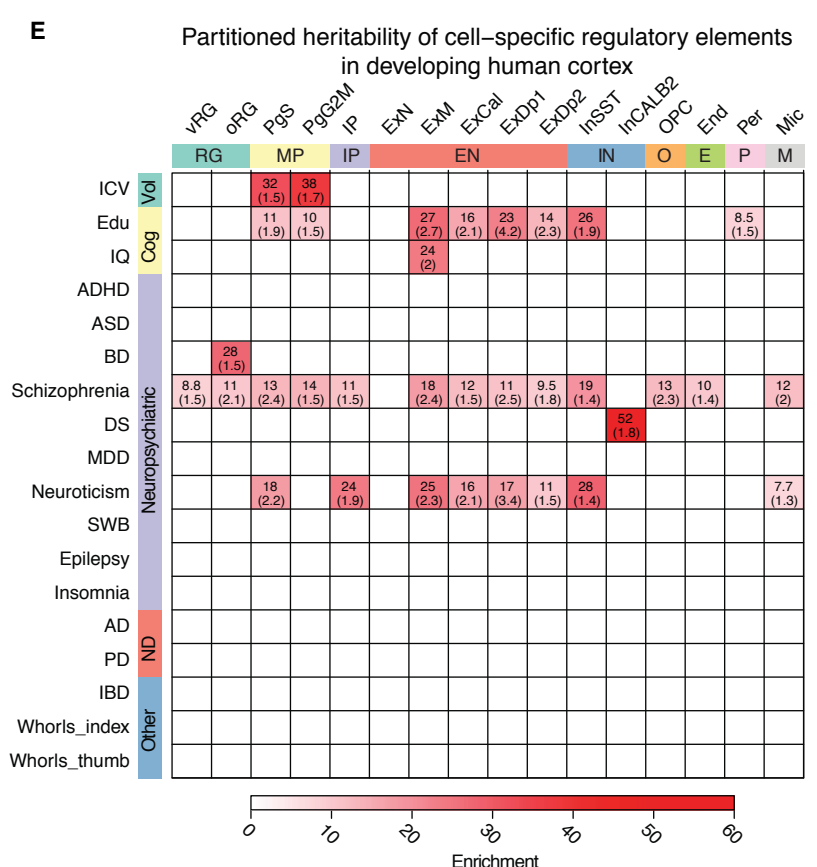 E
Partitioned heritability of cell−specific regulatory elements
in developing human cortex
vRG oRG PgS PgG2M IP ExN ExM ExCal ExDp1 ExDp2 InSST InCALB2 OPC End Per Mic
RG MP IP EN IN O E P M
Vol
ICV 32 38
(1.5) (1.7)
Cog
Edu 11 10 27 16 23 14 26 8.5
(1.9) (1.5) (2.7) (2.1) (4.2) (2.3) (1.9) (1.5)
IQ 24
(2)
Neuropsychiatric
ADHD
ASD
BD 28
(1.5)
Schizophrenia 8.8 11 13 14 11 18 12 11 9.5 19 13 10 12
(1.5) (2.1) (2.4) (1.5) (1.5) (2.4) (1.5) (2.5) (1.8) (1.4) (2.3) (1.4) (2)
DS 52
(1.8)
MDD
Neuroticism 18 24 25 16 17 11 28 7.7
(2.2) (1.9) (2.3) (2.1) (3.4) (1.5) (1.4) (1.3)
SWB
Epilepsy
Insomnia
ND
AD
PD
Other
IBD
Whorls_index
Whorls_thumb
0 10 20 30 40 50 60
Enrichment